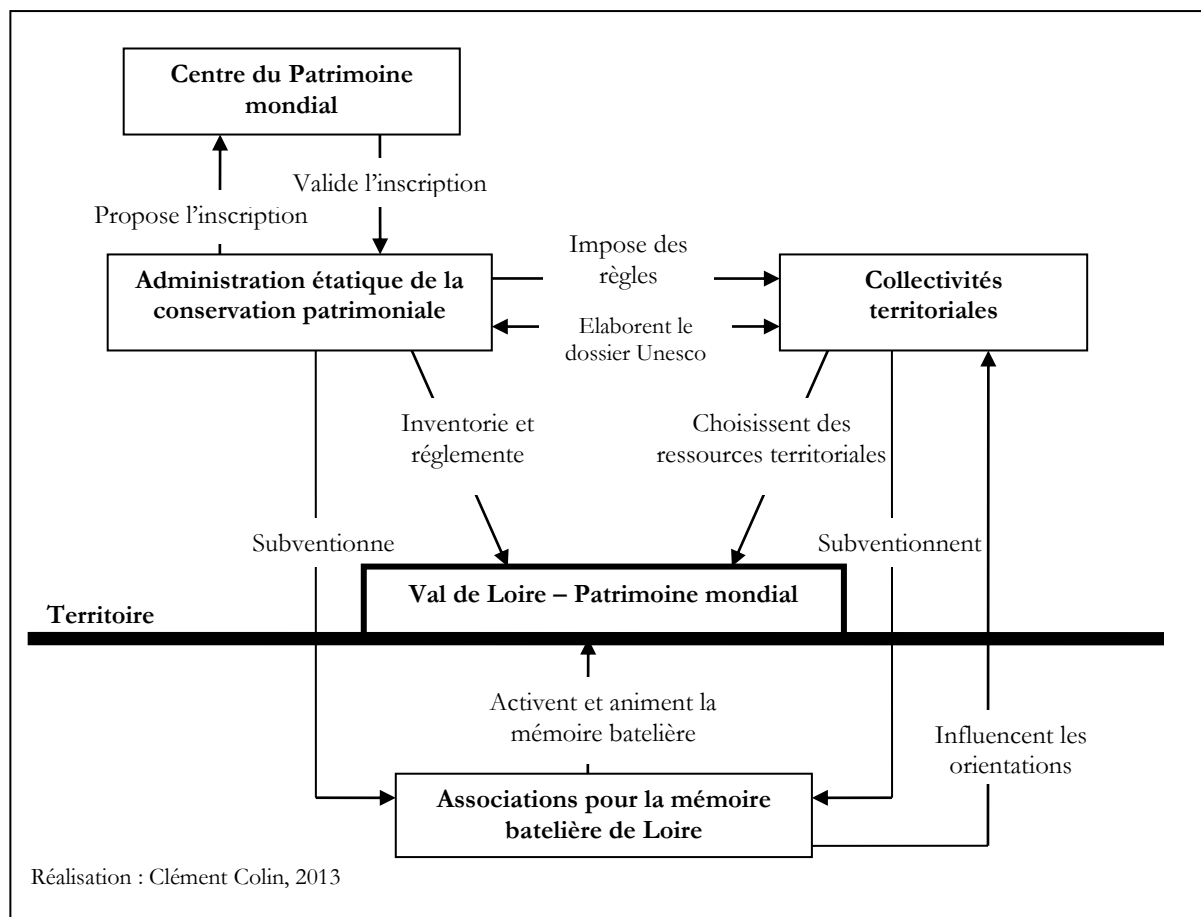 Centre du Patrimoine
mondial
Valide l’inscription
Propose l’inscription
Administration étatique de la
conservation patrimoniale
Impose des
règles
Elaborent le
dossier Unesco
Collectivités
territoriales
Inventorie et
réglemente
Choisissent des
ressources territoriales
Subventionne
Subventionnent
Val de Loire – Patrimoine mondial
Territoire
Activent et animent la
mémoire batelière
Influencent les
orientations
Associations pour la mémoire
batelière de Loire
Réalisation : Clément Colin, 2013